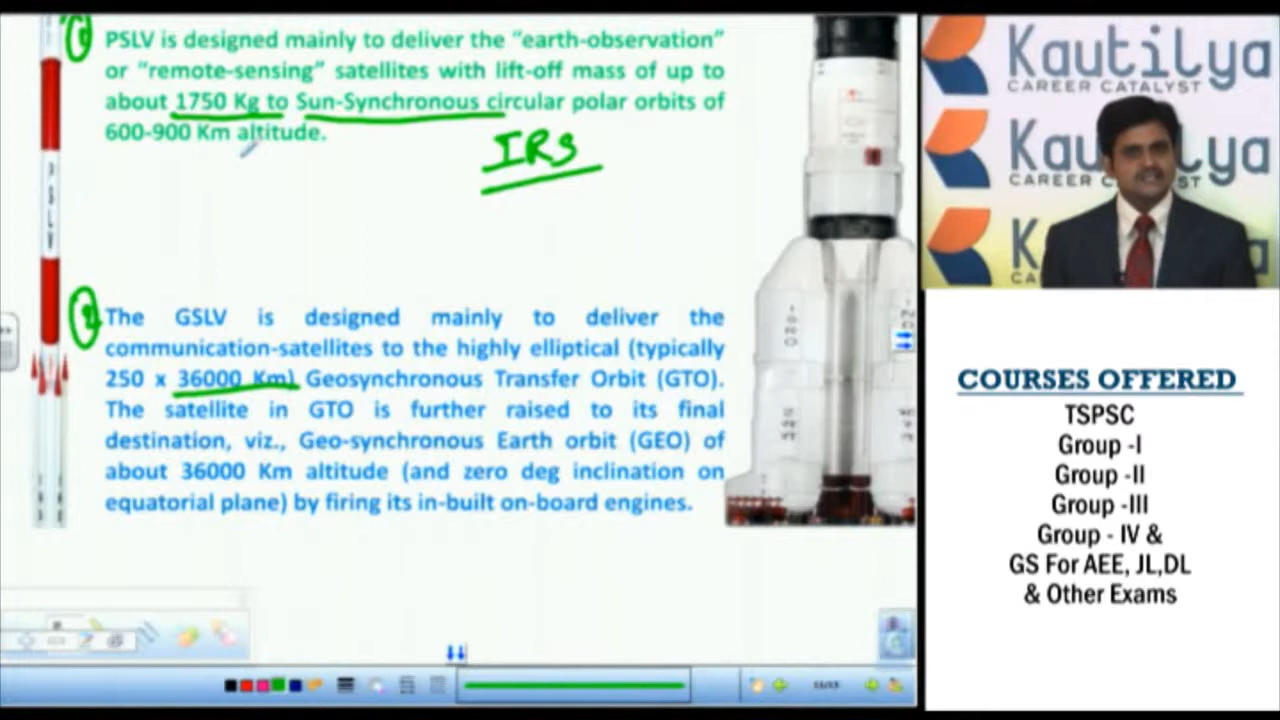 PSLV is designed mainly to deliver the "earth-observation"
or "remote-sensing" satellites with lift-off mass of up to
about 1750 Kg to Sun-Synchronous circular polar orbits of
600-900 Km altitude.
IRS
PSLV
The GSLV is designed mainly to deliver the
communication-satellites to the highly elliptical (typically
250 x 36000 Km) Geosynchronous Transfer Orbit (GTO).
The satellite in GTO is further raised to its final
destination, viz., Geo-synchronous Earth orbit (GEO) of
about 36000 Km altitude (and zero deg inclination on
equatorial plane) by firing its in-built on-board engines.
Kautilya
CAREER CATALYST
COURSES OFFERED
TSPSC
Group -I
Group -II
Group -III
Group - IV &
GS For AEE, JL,DL
& Other Exams